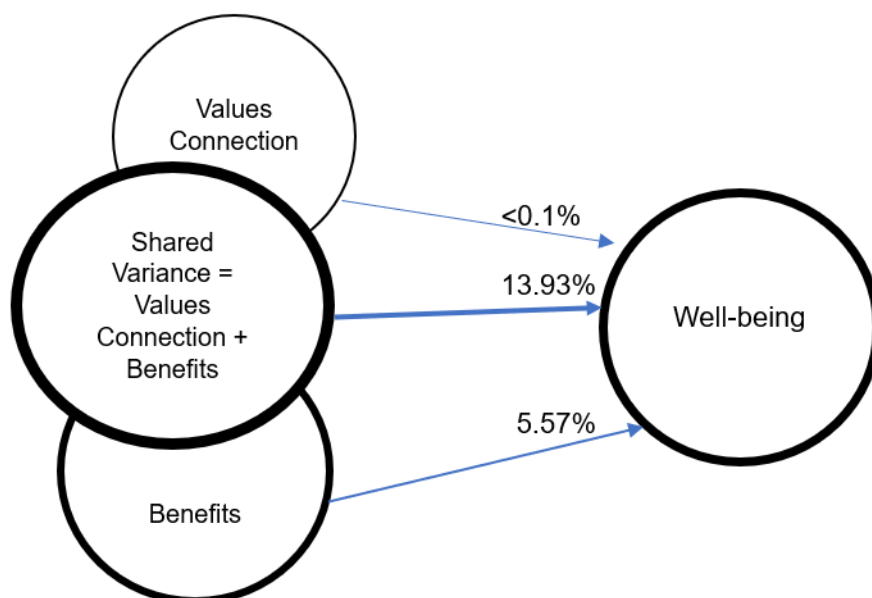 Values
Connection
<0.1%
Shared
Variance =
Values
Connection +
Benefits
13.93%
Well-being
5.57%
Benefits